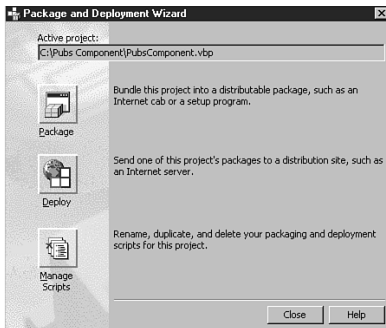 Package and Deployment Wizard
Active project:
C:\Pubs Component\PubsComponent.vbp
Bundle this project into a distributable package, such as an
Internet cab or a setup program.
Package
Send one of this project's packages to a distribution site, such as
an Internet server.
Deploy
Rename, duplicate, and delete your packaging and deployment
scripts for this project.
Manage
Scripts
Close
Help